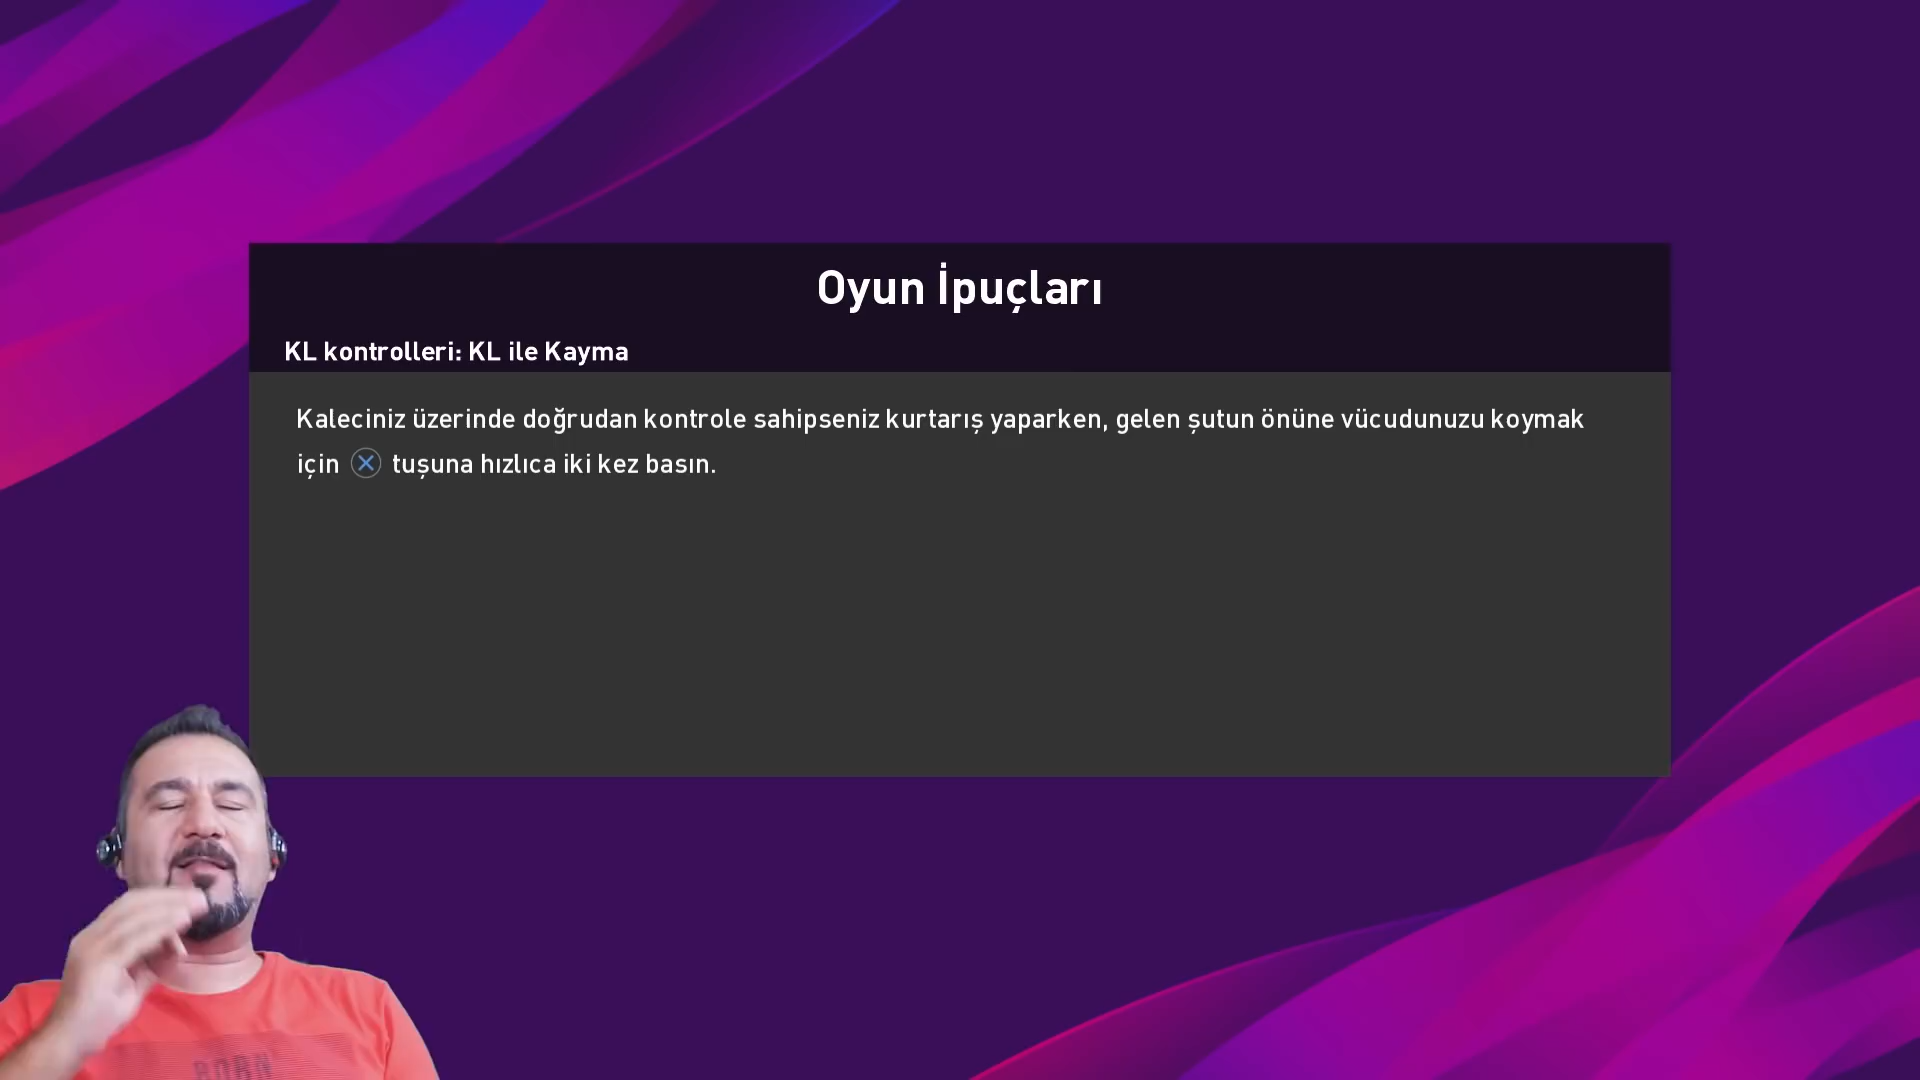 Oyun İpuçları
KL kontrolleri: KL ile Kayma
Kaleciniz üzerinde doğrudan kontrole sahipseniz kurtarış yaparken, gelen şutun önüne vücudunuzu koymak
için tuşuna hızlıca iki kez basın.
BORN